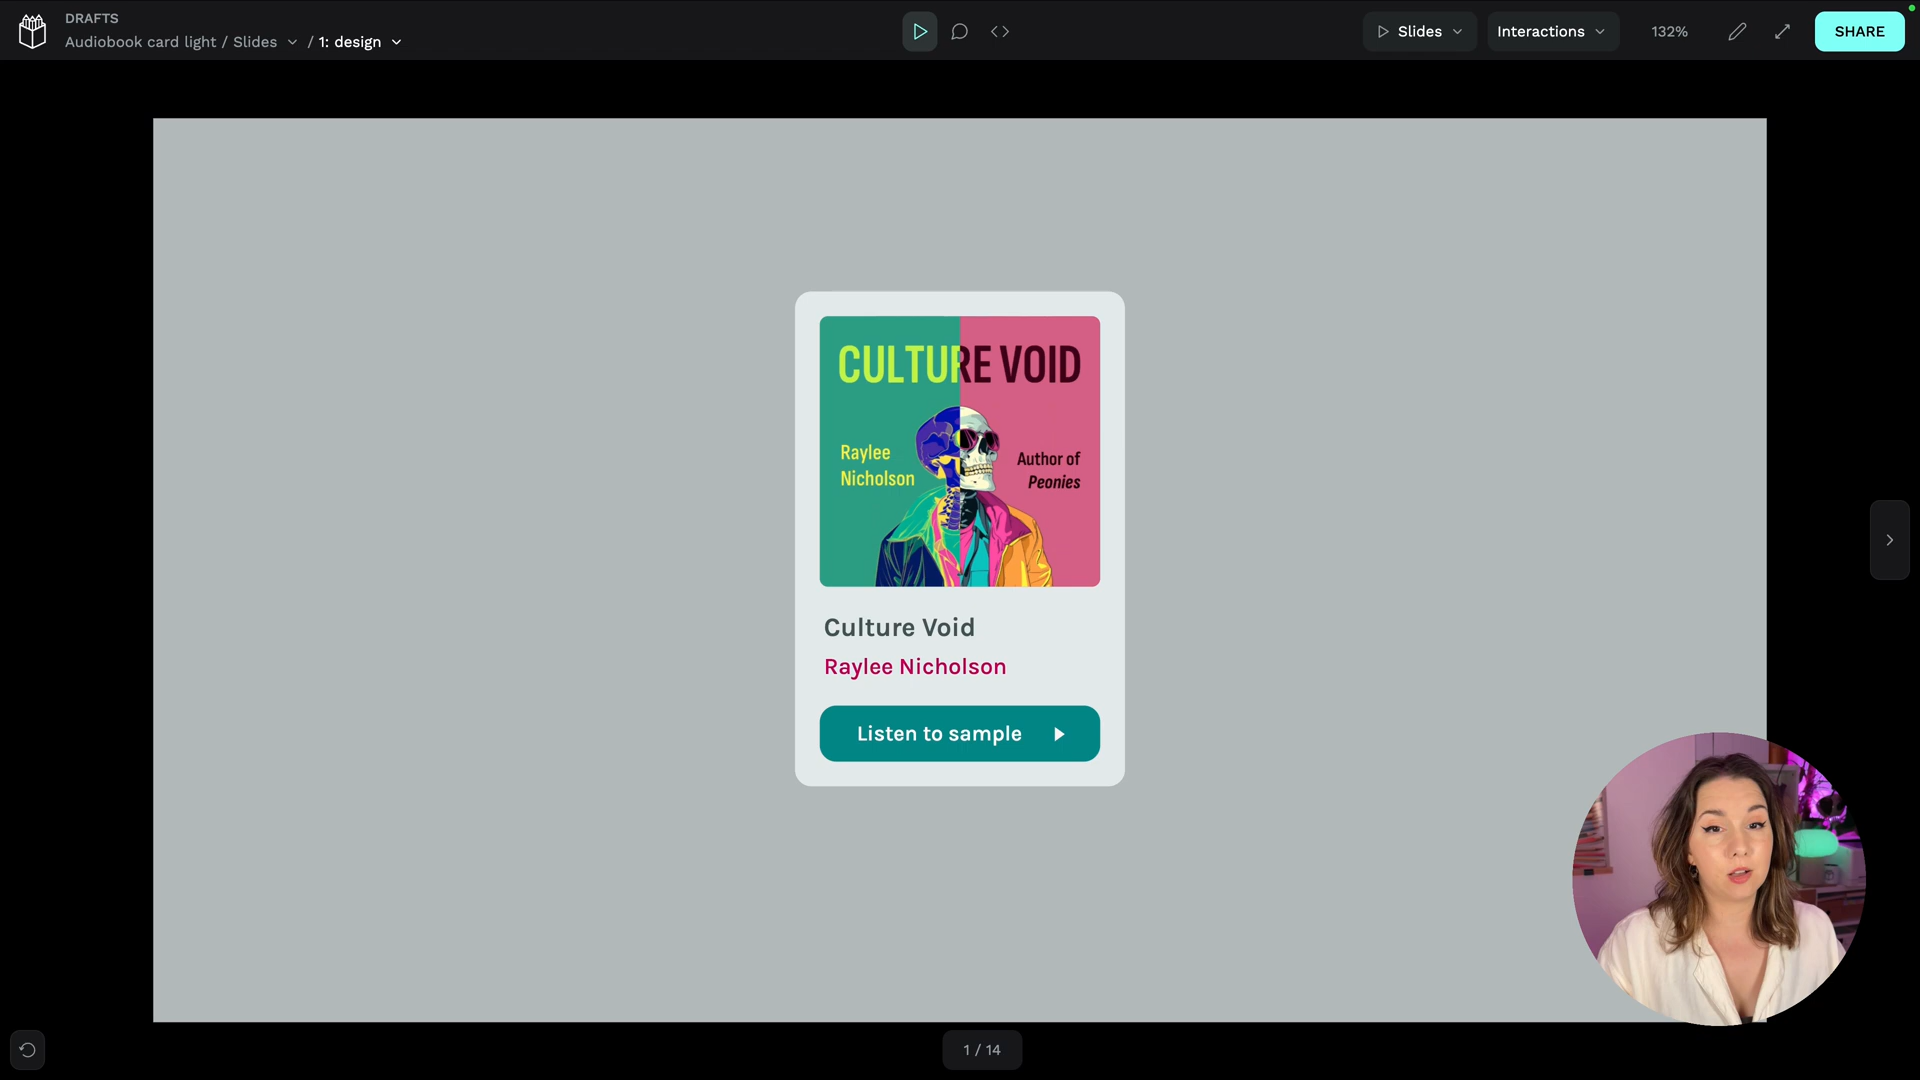 DRAFTS
Audiobook card light / Slides / 1: design
Slides
Interactions
132%
SHARE
CULTURE VOID
Raylee
Nicholson
Author of
Peonies
Culture Void
Raylee Nicholson
Listen to sample
1 / 14